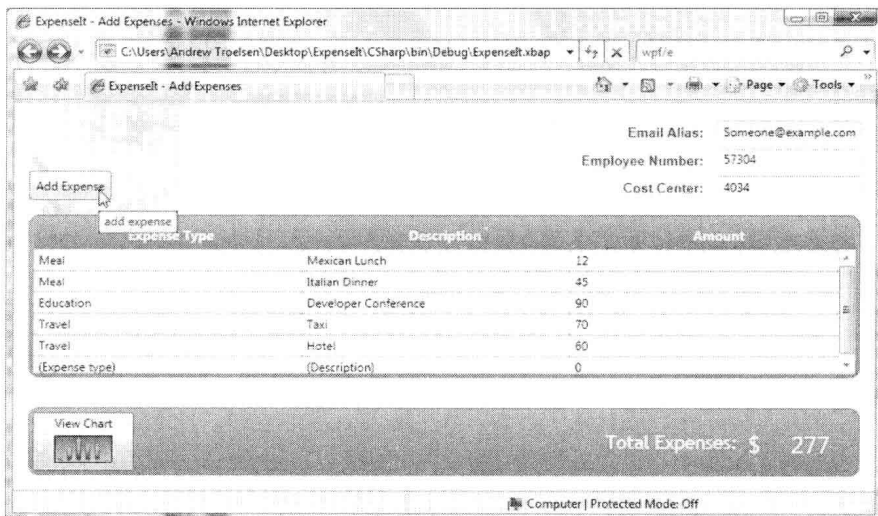 ExpenseIt - Add Expenses - Windows Internet Explorer
C:\Users\Andrew Troelsen\Desktop\ExpenseIt\CSharp\bin\Debug\ExpenseIt.xbap
wpf/e
ExpenseIt - Add Expenses
Page
Tools
Email Alias: Someone@example.com
Employee Number: 57304
Cost Center: 4034
Add Expense
add expense
Expense Type Description Amount
Meal Mexican Lunch 12
Meal Italian Dinner 45
Education Developer Conference 90
Travel Taxi 70
Travel Hotel 60
(Expense type) (Description) 0
View Chart
Total Expenses: $ 277
Computer | Protected Mode: Off